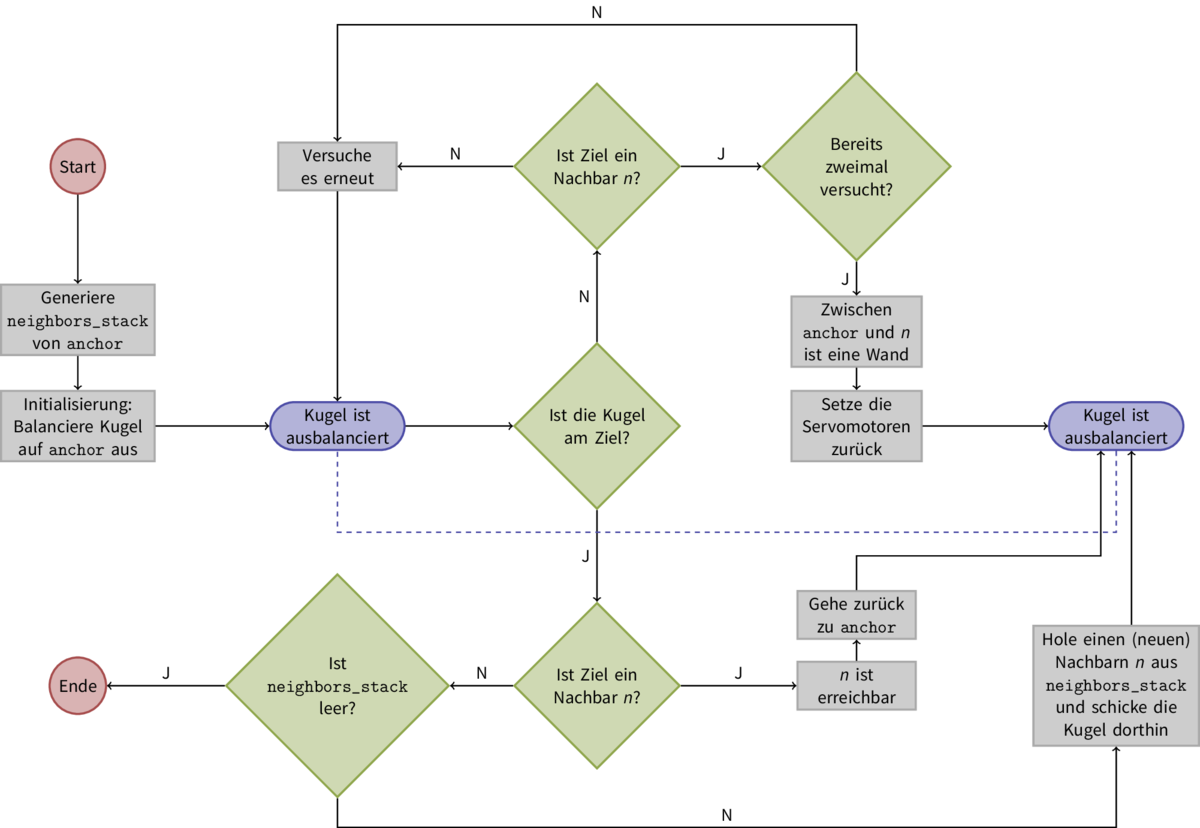 N
Start
Versuche
es erneut
N
Ist Ziel ein
Nachbar n?
J
Bereits
zweimal
versucht?
N
J
Generiere
neighbors_stack
von anchor
Zwischen
anchor und n
ist eine Wand
Initialisierung:
Balanciere Kugel
auf anchor aus
Kugel ist
ausbalanciert
Ist die Kugel
am Ziel?
Setze die
Servomotoren
zurück
Kugel ist
ausbalanciert
J
Gehe zurück
zu anchor
Ende
J
Ist
neighbors_stack
leer?
N
Ist Ziel ein
Nachbar n?
J
n ist
erreichbar
Hole einen (neuen)
Nachbarn n aus
neighbors_stack
und schicke die
Kugel dorthin
N